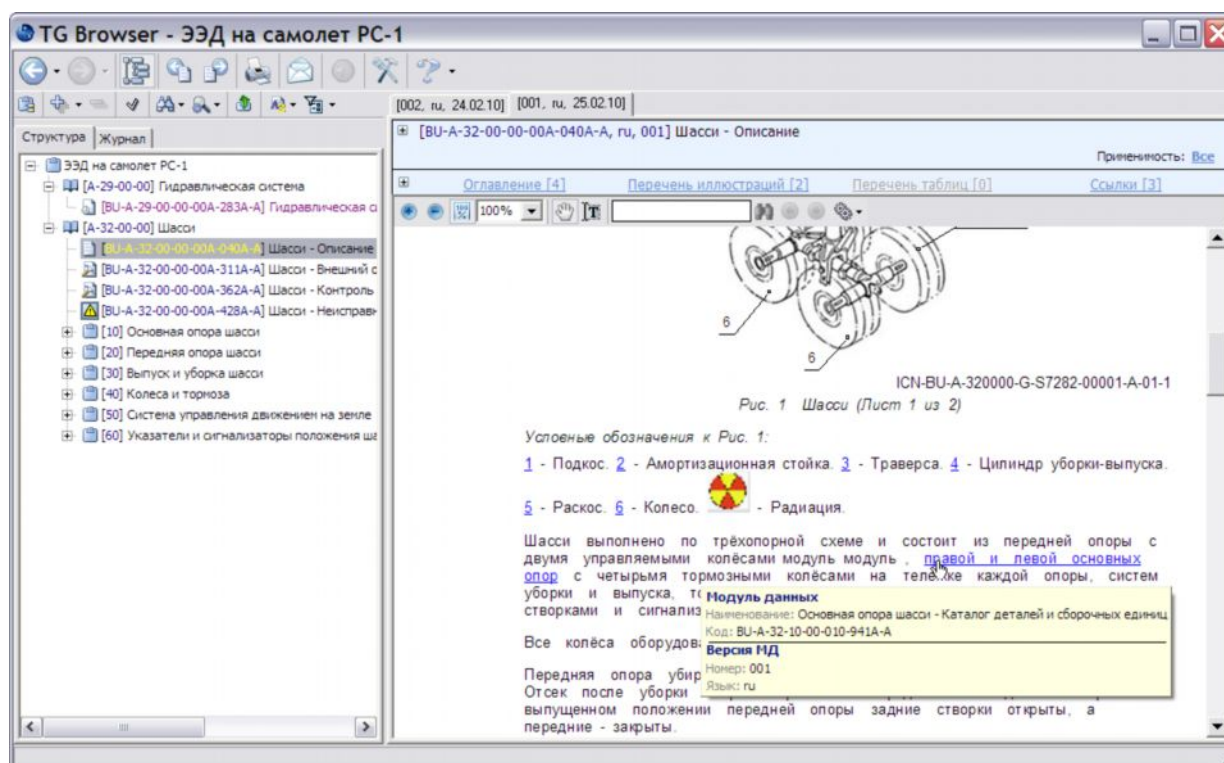 TG Browser - ЭЭД на самолет РС-1
[002, ru, 24.02.10] [001, ru, 25.02.10]
Структура Журнал
[BU-A-32-00-00-00A-040A-A, ru, 001] Шасси - Описание
Применимость: Все
Оглавление [4] Перечень иллюстраций [2] Перечень таблиц [0] Ссылки [3]
100%
ЭЭД на самолет РС-1
[A-29-00-00] Гидравлическая система
[BU-A-29-00-00-00A-283A-A] Гидравлическая
[A-32-00-00] Шасси
[BU-A-32-00-00-00A-040A-A] Шасси - Описание
[BU-A-32-00-00-00A-311A-A] Шасси - Внешний
[BU-A-32-00-00-00A-362A-A] Шасси - Контроль
[BU-A-32-00-00-00A-428A-A] Шасси - Неисправ
[10] Основная опора шасси
[20] Передняя опора шасси
[30] Выпуск и уборка шасси
[40] Колеса и тормоза
[50] Система управления движением на земле
[60] Указатели и сигнализаторы положения ша
6
6
ICN-BU-A-320000-G-S7282-00001-A-01-1
Рис. 1 Шасси (Лист 1 из 2)
Условные обозначения к Рис. 1:
1 - Подкос. 2 - Амортизационная стойка. 3 - Траверса. 4 - Цилиндр уборки-выпуска.
5 - Раскос. 6 - Колесо. - Радиация.
Шасси выполнено по трёхопорной схеме и состоит из передней опоры с
двумя управляемыми колёсами модуль модуль , правой и левой основных
опор с четырьмя тормозными колёсами на тележке каждой опоры, систем
уборки и выпуска,
створками и сигнализ
Модуль данных
Наименование: Основная опора шасси - Каталог деталей и сборочных единиц
Код: BU-A-32-10-00-010-941A-A
Версия МД
Номер: 001
Язык: ru
Все колёса оборудов
Передняя опора убир
Отсек после уборки
выпущенном положении передней опоры задние створки открыты, а
передние - закрыты.